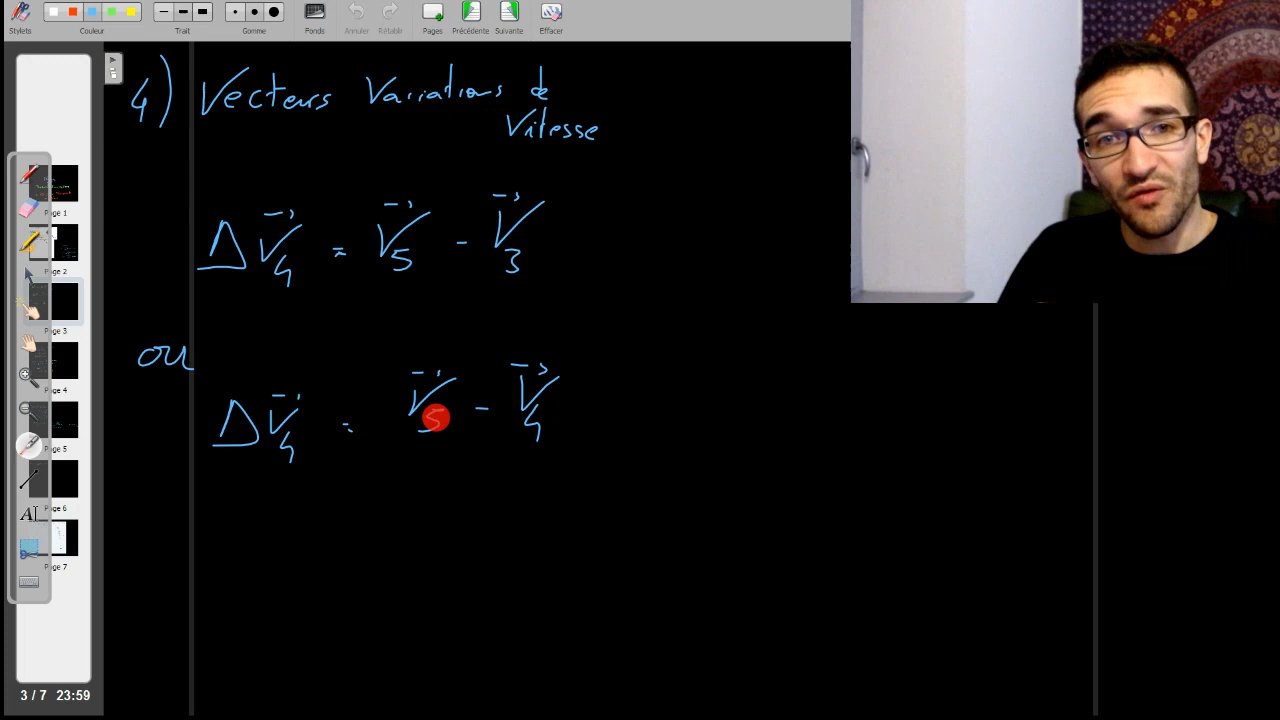 Stylets Couleur Trait Gomme Fonds Annuler Rétablir Pages Précédente Suivante Effacer
4) Vecteurs Variations de
Vitesse
ΔV⃗₄ = V⃗₅ - V⃗₃
ou
ΔV⃗₄ = V⃗₅ - V⃗₄
Page 1
Page 2
Page 3
Page 4
Page 5
Page 6
Page 7
A
3 / 7 23:59